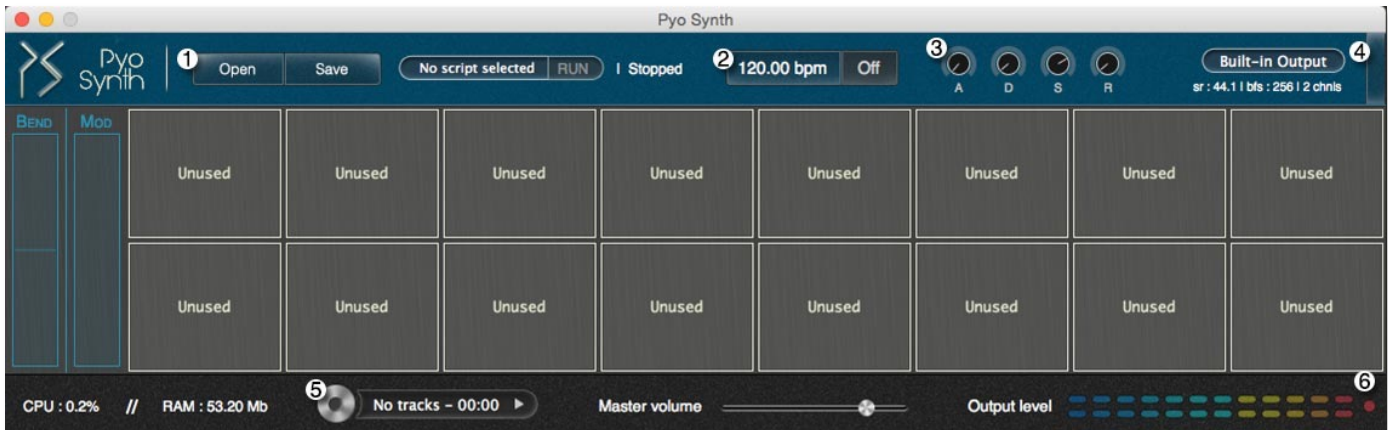 Pyo Synth
Pyo
Synth
1
Open
Save
No script selected
RUN
I Stopped
2
120.00 bpm
Off
3
A
D
S
R
Built-in Output
4
sr : 44.1 I bfs : 256 I 2 chnls
Bend
Mod
Unused Unused Unused Unused Unused Unused Unused Unused
Unused Unused Unused Unused Unused Unused Unused Unused
CPU : 0.2% // RAM : 53.20 Mb
5
No tracks - 00:00
Master volume
Output level
6